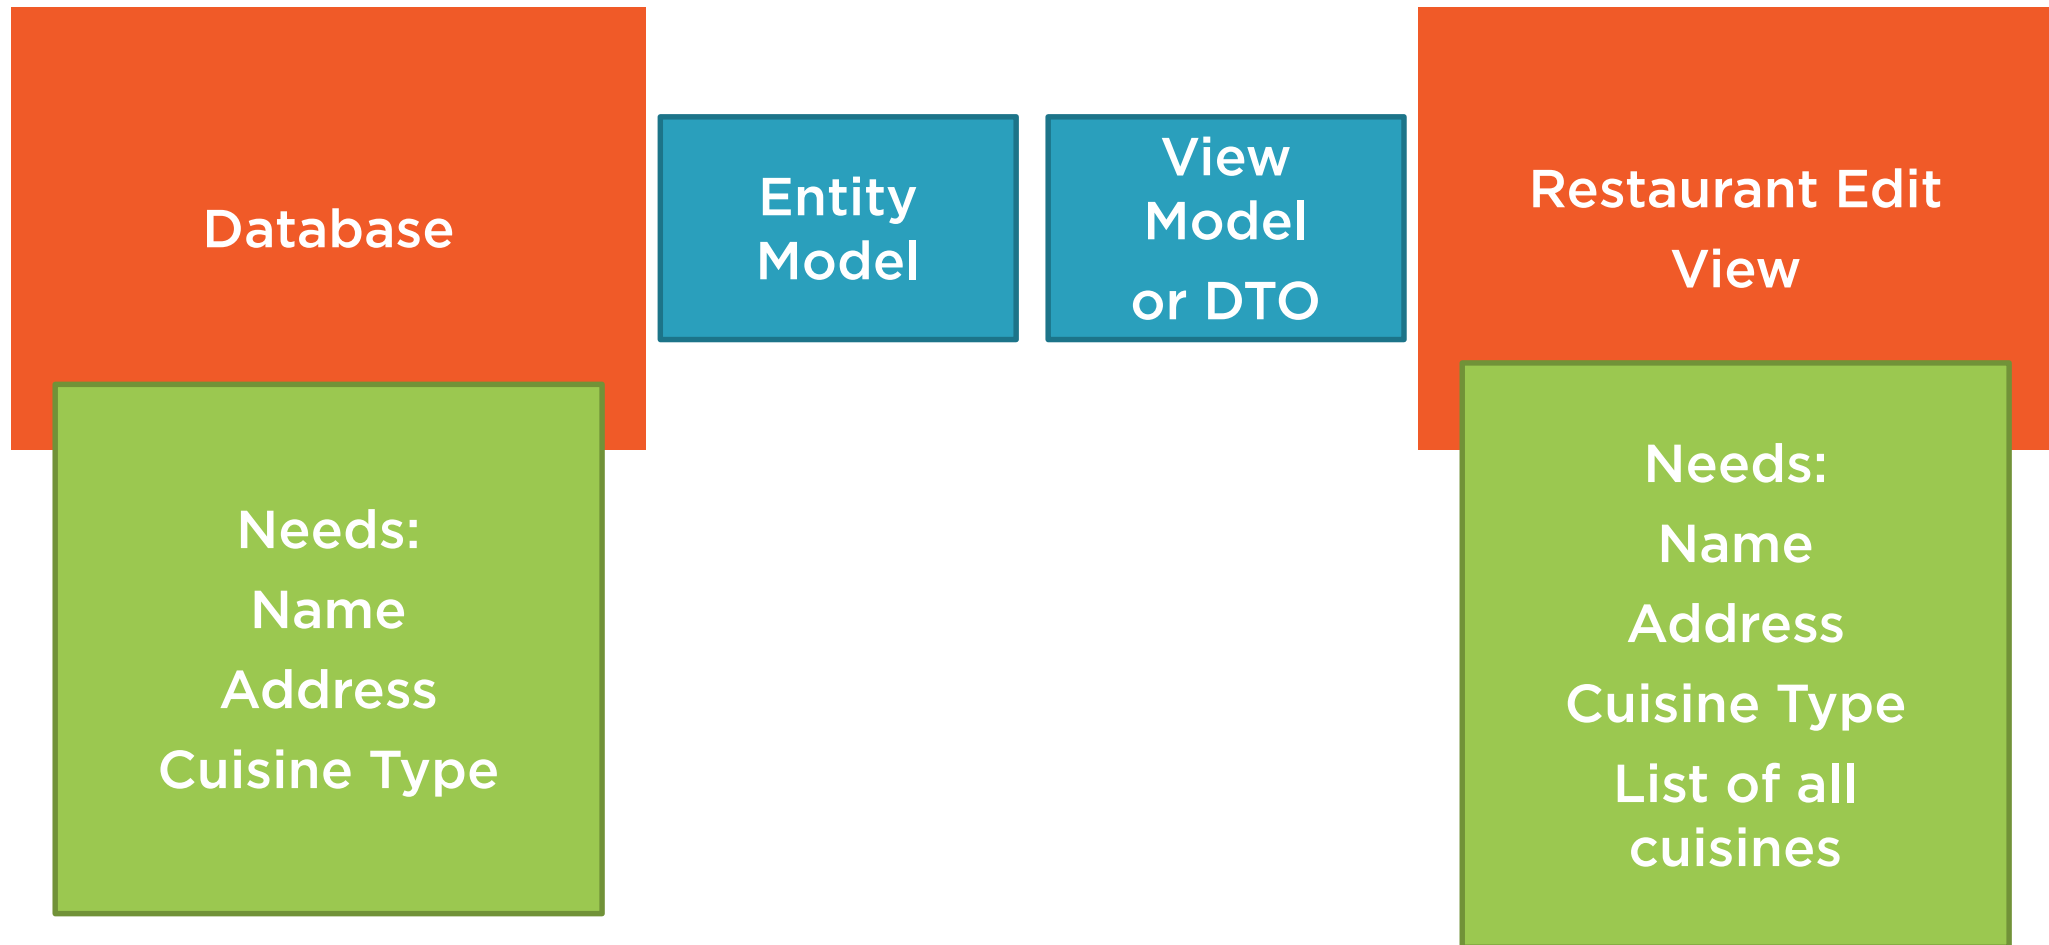 Database
Entity
Model
View
Model
or DTO
Restaurant Edit
View
Needs:
Name
Address
Cuisine Type
Needs:
Name
Address
Cuisine Type
List of all
cuisines